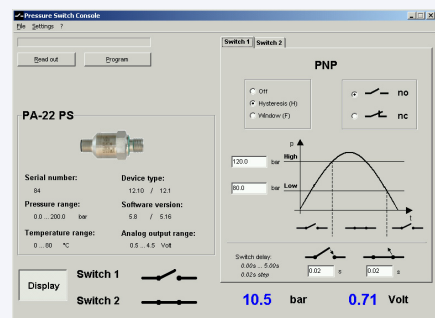 Pressure Switch Console
File Settings ?
Read out Program
PA-22 PS
Serial number: Device type:
84 12.10 / 12.1
Pressure range: Software version:
0.0 ... 200.0 bar 5.8 / 5.16
Temperature range: Analog output range:
0 ... 80 °C 0.5 ... 4.5 Volt
Display
Switch 1
Switch 2
Switch 1 Switch 2
PNP
Off
Hysteresis (H)
Window (F)
no
nc
p
120.0 bar High
80.0 bar Low
t
Switch delay:
0.00s ... 5.00s
0.02s step
0.02 s 0.02 s
10.5 bar 0.71 Volt